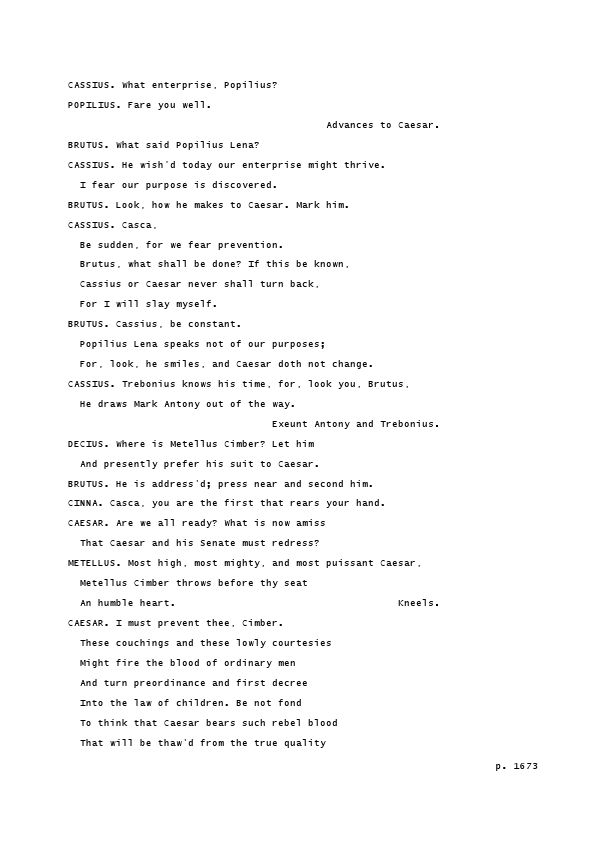 CASSIUS. What enterprise, Popilius?
POPILIUS. Fare you well.
Advances to Caesar.
BRUTUS. What said Popilius Lena?
CASSIUS. He wish'd today our enterprise might thrive.
I fear our purpose is discovered.
BRUTUS. Look, how he makes to Caesar. Mark him.
CASSIUS. Casca,
Be sudden, for we fear prevention.
Brutus, what shall be done? If this be known,
Cassius or Caesar never shall turn back,
For I will slay myself.
BRUTUS. Cassius, be constant.
Popilius Lena speaks not of our purposes;
For, look, he smiles, and Caesar doth not change.
CASSIUS. Trebonius knows his time, for, look you, Brutus,
He draws Mark Antony out of the way.
Exeunt Antony and Trebonius.
DECIUS. Where is Metellus Cimber? Let him
And presently prefer his suit to Caesar.
BRUTUS. He is address'd; press near and second him.
CINNA. Casca, you are the first that rears your hand.
CAESAR. Are we all ready? What is now amiss
That Caesar and his Senate must redress?
METELLUS. Most high, most mighty, and most puissant Caesar,
Metellus Cimber throws before thy seat
An humble heart. Kneels.
CAESAR. I must prevent thee, Cimber.
These couchings and these lowly courtesies
Might fire the blood of ordinary men
And turn preordinance and first decree
Into the law of children. Be not fond
To think that Caesar bears such rebel blood
That will be thaw'd from the true quality
p. 1673